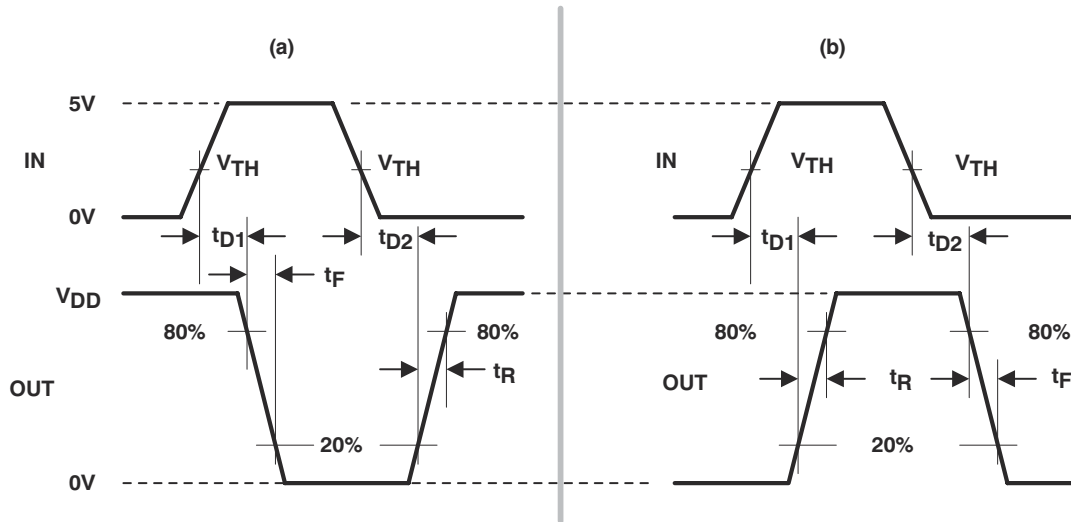 (a)
(b)
5V
IN
V_TH
V_TH
0V
t_D1
t_D2
t_F
V_DD
80%
80%
t_R
OUT
20%
0V
IN
V_TH
V_TH
t_D1
t_D2
80%
80%
OUT
t_R
t_F
20%